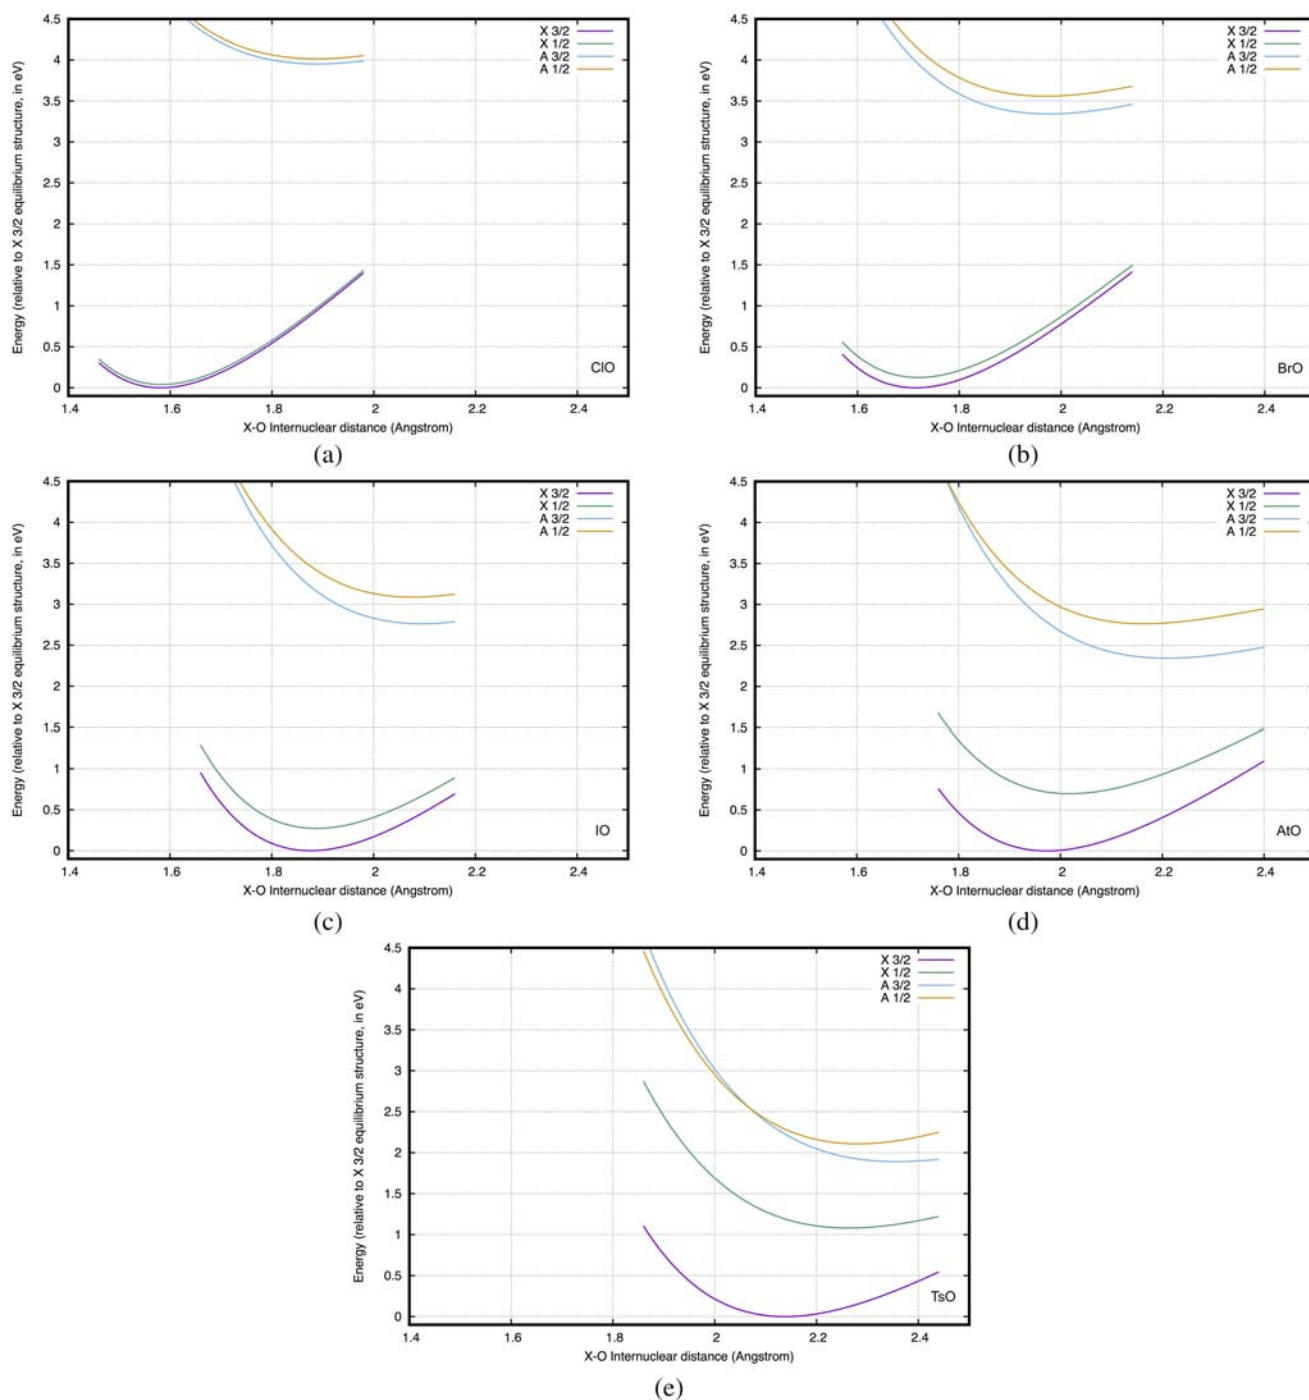 4.5
4
3.5
3
2.5
2
1.5
1
0.5
0
Energy (relative to X 3/2 equilibrium structure, in eV)
X 3/2
X 1/2
A 3/2
A 1/2
ClO
1.4 1.6 1.8 2 2.2 2.4
X-O Internuclear distance (Angstrom)
(a)
4.5
4
3.5
3
2.5
2
1.5
1
0.5
0
Energy (relative to X 3/2 equilibrium structure, in eV)
X 3/2
X 1/2
A 3/2
A 1/2
BrO
1.4 1.6 1.8 2 2.2 2.4
X-O Internuclear distance (Angstrom)
(b)
4.5
4
3.5
3
2.5
2
1.5
1
0.5
0
Energy (relative to X 3/2 equilibrium structure, in eV)
X 3/2
X 1/2
A 3/2
A 1/2
IO
1.4 1.6 1.8 2 2.2 2.4
X-O Internuclear distance (Angstrom)
(c)
4.5
4
3.5
3
2.5
2
1.5
1
0.5
0
Energy (relative to X 3/2 equilibrium structure, in eV)
X 3/2
X 1/2
A 3/2
A 1/2
AtO
1.4 1.6 1.8 2 2.2 2.4
X-O Internuclear distance (Angstrom)
(d)
4.5
4
3.5
3
2.5
2
1.5
1
0.5
0
Energy (relative to X 3/2 equilibrium structure, in eV)
X 3/2
X 1/2
A 3/2
A 1/2
TsO
1.4 1.6 1.8 2 2.2 2.4
X-O Internuclear distance (Angstrom)
(e)